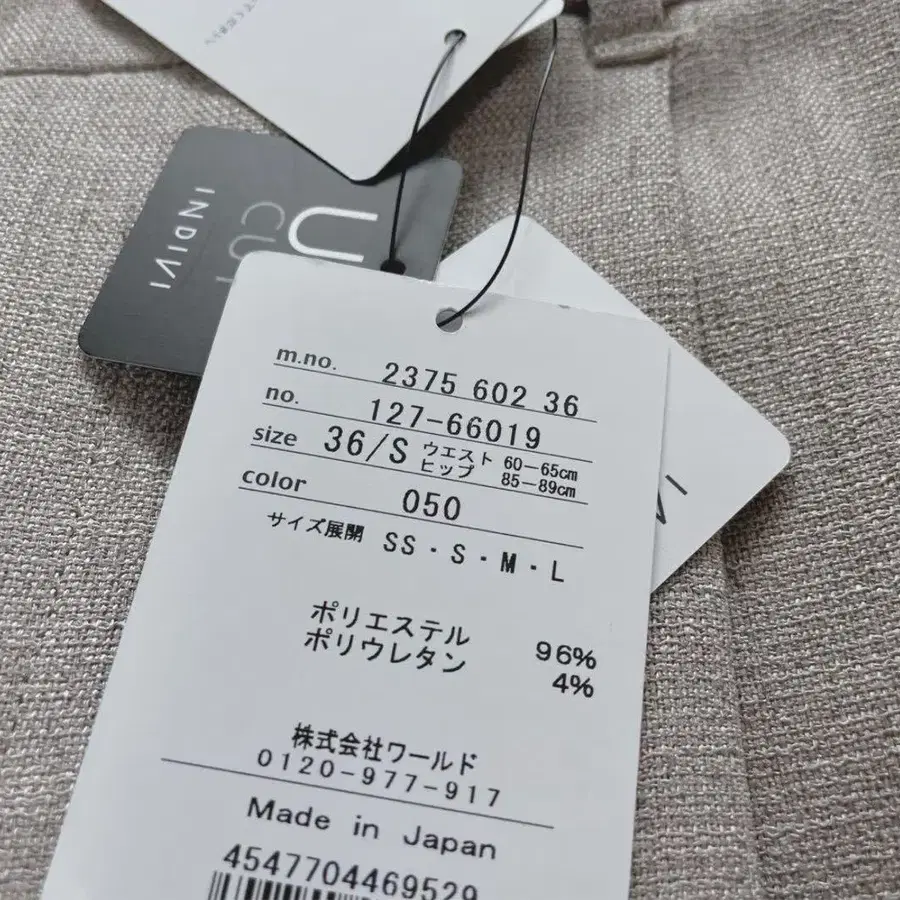 INDIVI
m.no. 2375 602 36
no. 127-66019
size 36/S ウエスト 60-65cm
ヒップ 85-89cm
color 050
サイズ展開 SS・S・M・L
ポリエステル 96%
ポリウレタン 4%
株式会社ワールド
0120-977-917
Made in Japan
4547704469529